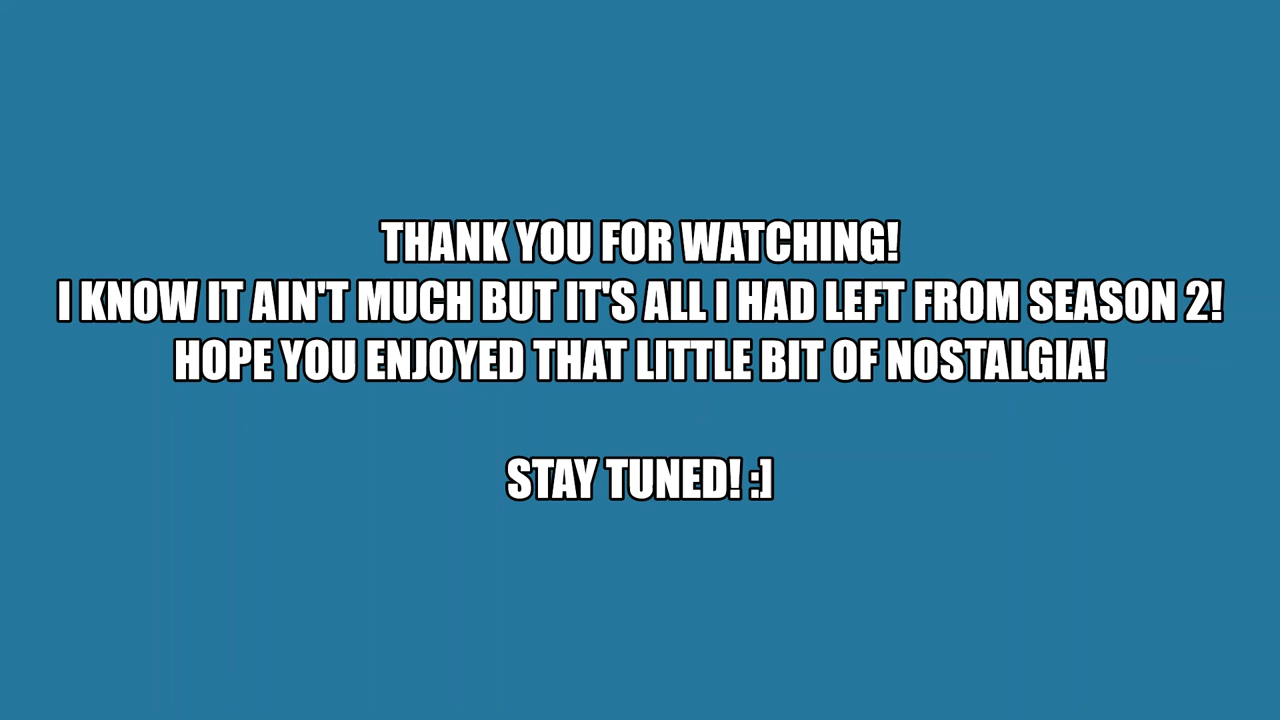 THANK YOU FOR WATCHING!
I KNOW IT AIN'T MUCH BUT IT'S ALL I HAD LEFT FROM SEASON 2!
HOPE YOU ENJOYED THAT LITTLE BIT OF NOSTALGIA!
STAY TUNED! :]